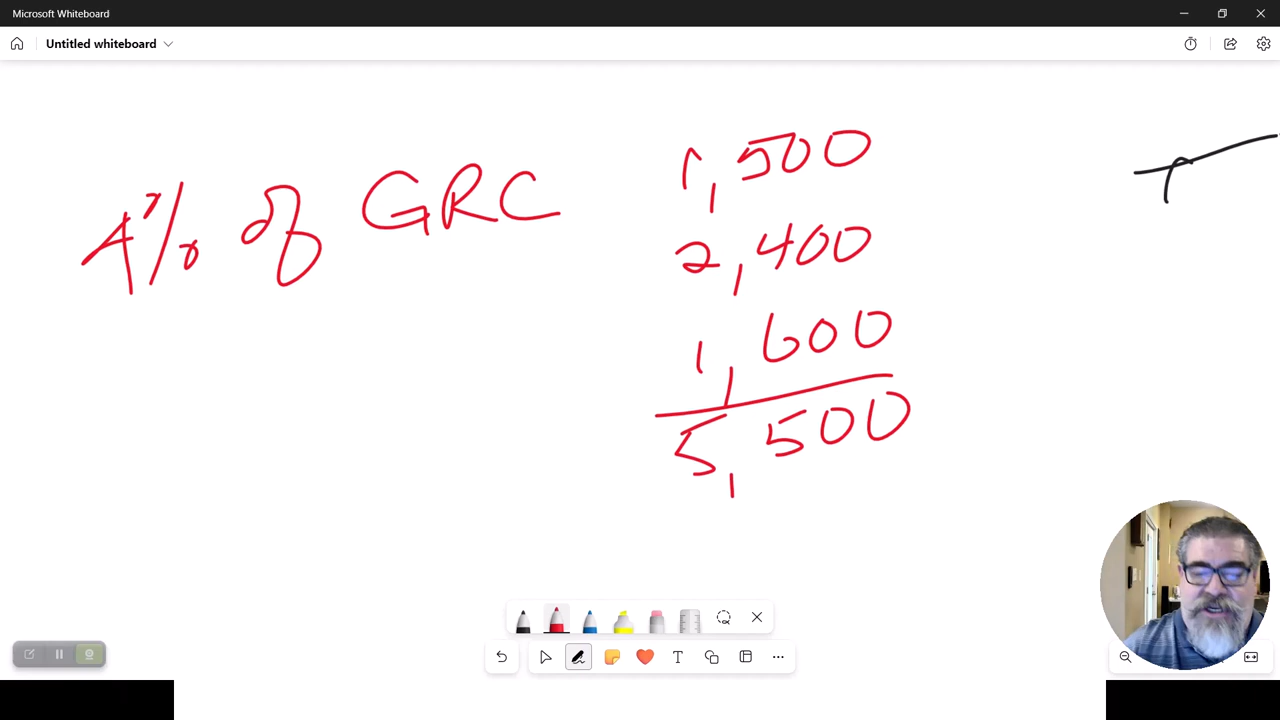 Microsoft Whiteboard
Untitled whiteboard
4% of GRC
1,500
2,400
1,600
5,500
T